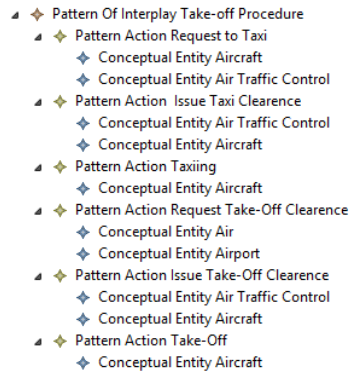 Pattern Of Interplay Take-off Procedure
Pattern Action Request to Taxi
Conceptual Entity Aircraft
Conceptual Entity Air Traffic Control
Pattern Action  Issue Taxi Clearence
Conceptual Entity Air Traffic Control
Conceptual Entity Aircraft
Pattern Action Taxiing
Conceptual Entity Aircraft
Pattern Action Request Take-Off Clearence
Conceptual Entity Air
Conceptual Entity Airport
Pattern Action Issue Take-Off Clearence
Conceptual Entity Air Traffic Control
Conceptual Entity Aircraft
Pattern Action Take-Off
Conceptual Entity Aircraft